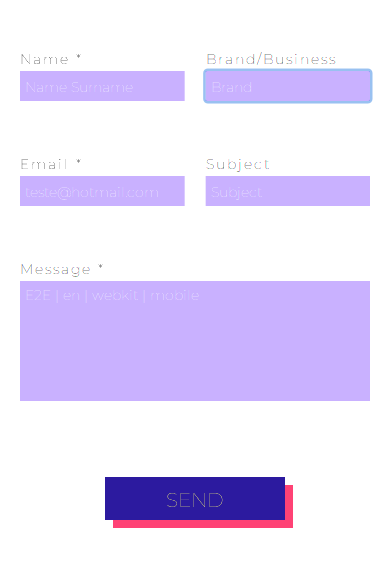 Name * Brand/Business
Name Surname Brand
Email * Subject
teste@hotmail.com Subject
Message *
E2E | en | webkit | mobile
SEND